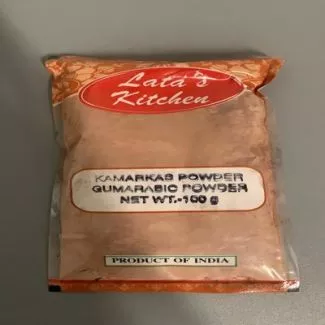 Lata's
Kitchen
KAMARKAS POWDER
GUMARABIC POWDER
NET WT.-100 g
PRODUCT OF INDIA